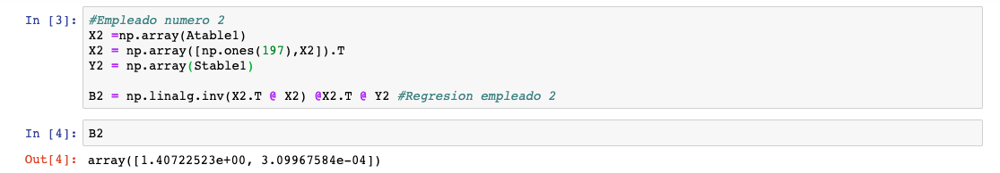 In [3]: #Empleado numero 2
X2 =np.array(Atable1)
X2 = np.array([np.ones(197),X2]).T
Y2 = np.array(Stable1)
B2 = np.linalg.inv(X2.T @ X2) @X2.T @ Y2 #Regresion empleado 2
In [4]: B2
Out[4]: array([1.40722523e+00, 3.09967584e-04])